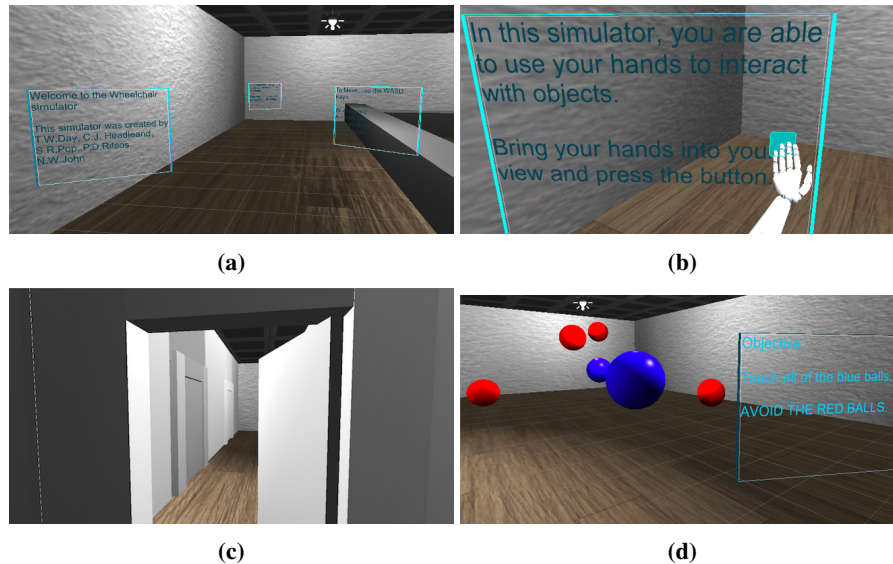 Welcome to the Wheelchair
simulator
This simulator was created by
T.W.Day, C.J. Headleand,
S.R.Pop, P.D.Ritsos
N.W.John
To Move, use the WASD
Keys
(a)
In this simulator, you are able
to use your hands to interact
with objects.
Bring your hands into you
view and press the button.
(b)
(c)
Objective
Touch all of the blue balls.
AVOID THE RED BALLS.
(d)